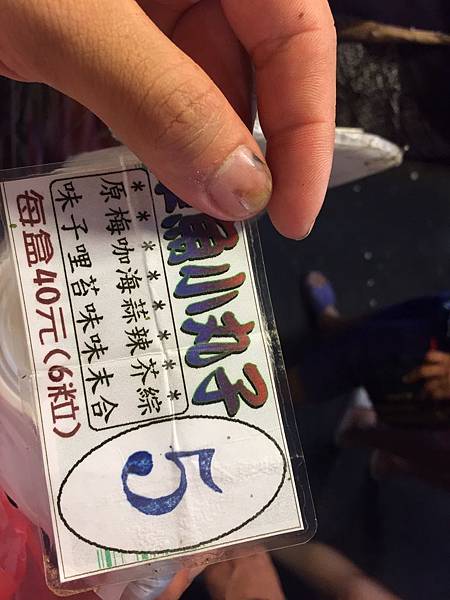 魚小丸子
*原味
*梅子
*咖哩
*海苔
*蒜味
*辣味
*芥末
*綜合
每盒40元(6粒)
5